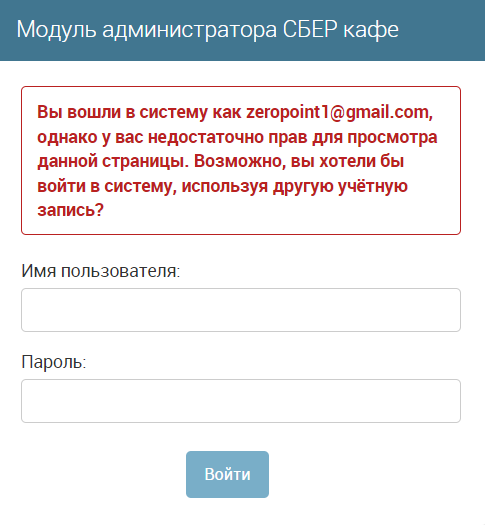 Модуль администратора СБЕР кафе
Вы вошли в систему как zeropoint1@gmail.com,
однако у вас недостаточно прав для просмотра
данной страницы. Возможно, вы хотели бы
войти в систему, используя другую учётную
запись?
Имя пользователя:
Пароль:
Войти